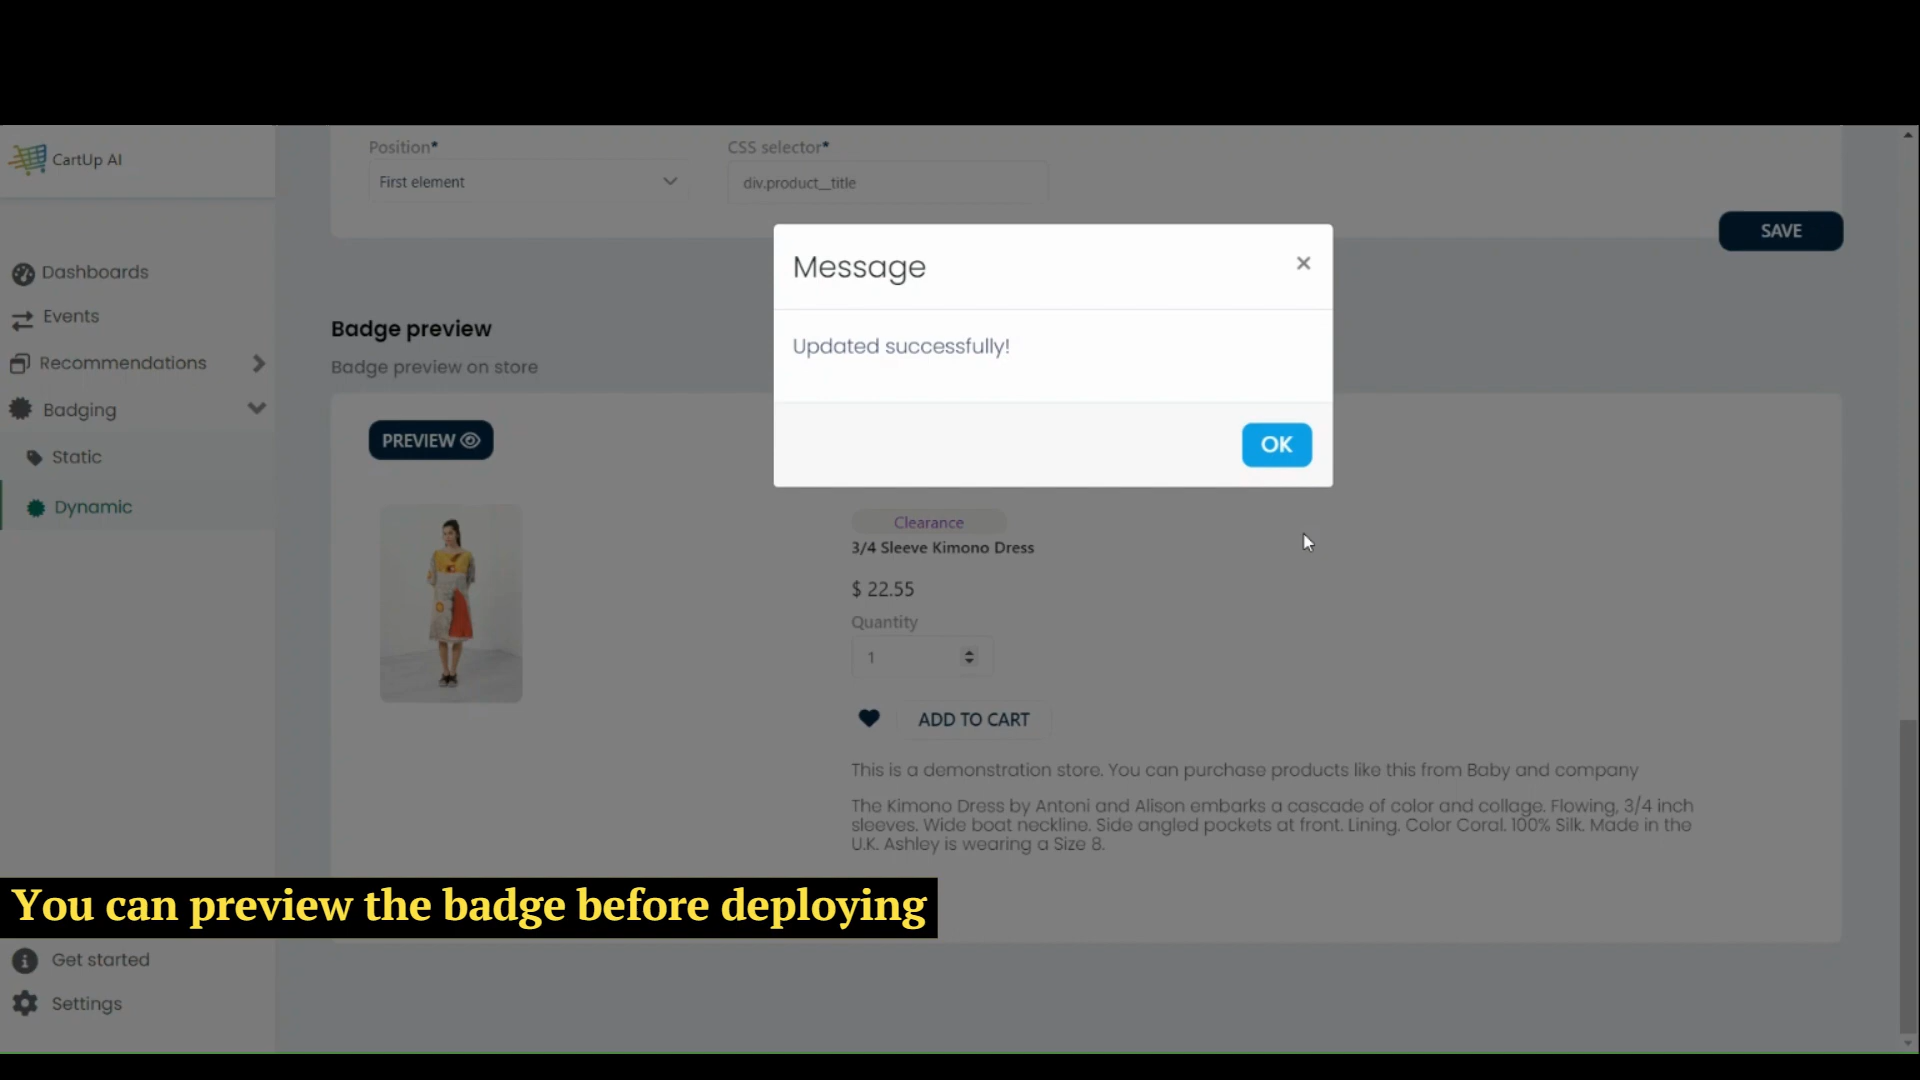 CartUp AI
Dashboards
Events
Recommendations
Badging
Static
Dynamic
Get started
Settings
Position*
CSS selector*
First element
div.product__title
SAVE
Message
×
Updated successfully!
OK
Badge preview
Badge preview on store
PREVIEW
Clearance
3/4 Sleeve Kimono Dress
$ 22.55
Quantity
1
ADD TO CART
This is a demonstration store. You can purchase products like this from Baby and company
The Kimono Dress by Antoni and Alison embarks a cascade of color and collage. Flowing, 3/4 inch
sleeves. Wide boat neckline. Side angled pockets at front. Lining. Color Coral. 100% Silk. Made in the
U.K. Ashley is wearing a Size 8.
You can preview the badge before deploying